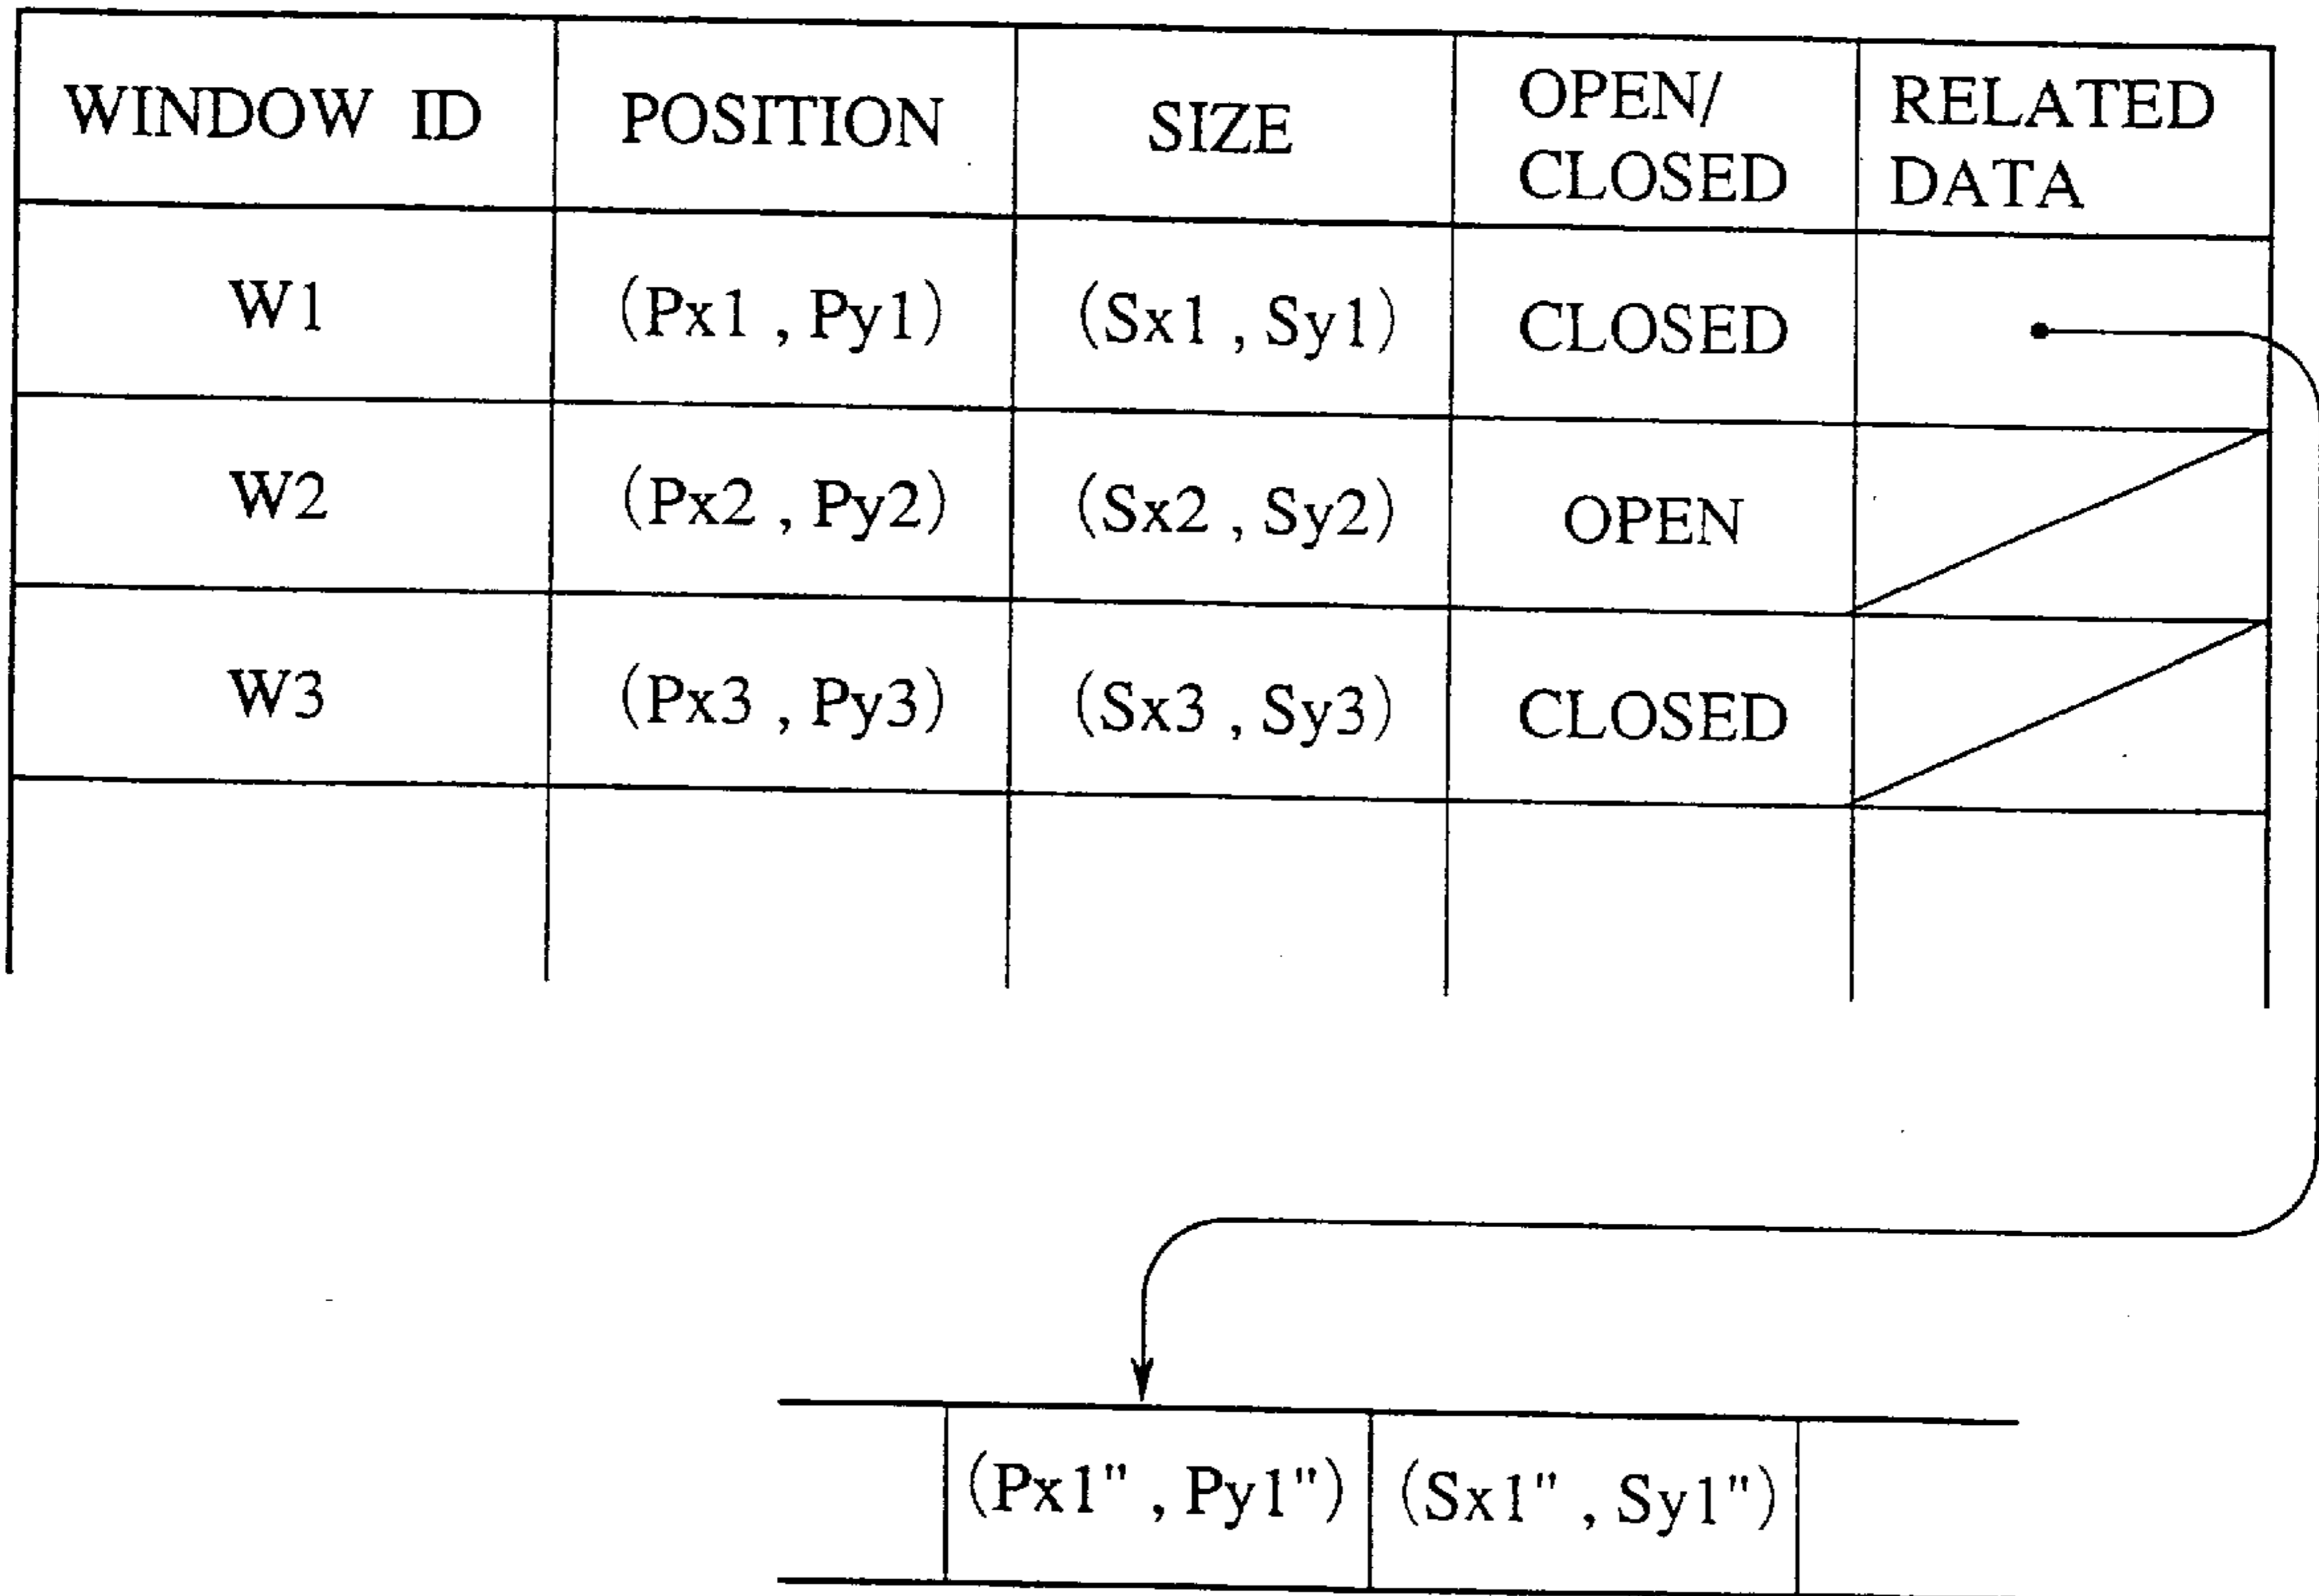 WINDOW ID POSITION SIZE OPEN/ CLOSED RELATED DATA
W1 (Px1 , Py1) (Sx1 , Sy1) CLOSED
W2 (Px2 , Py2) (Sx2 , Sy2) OPEN
W3 (Px3 , Py3) (Sx3 , Sy3) CLOSED
(Px1" , Py1") (Sx1" , Sy1")